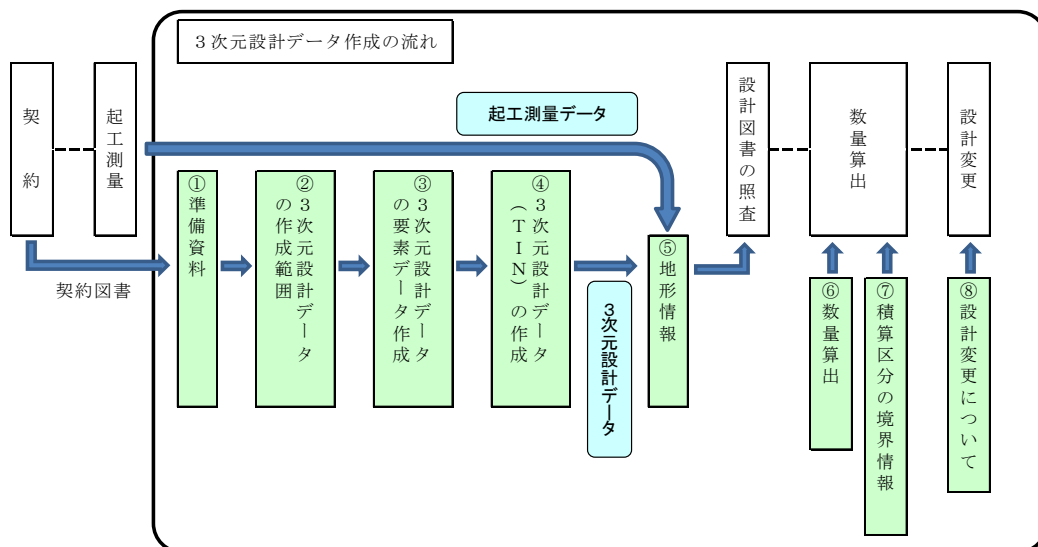 ３次元設計データ作成の流れ
契約
起工測量
起工測量データ
設計図書の照査
数量算出
設計変更
契約図書
①準備資料
②３次元設計データ
の作成範囲
③３次元設計データ
の要素データ作成
④３次元設計データ
（ＴＩＮ）の作成
３次元設計データ
⑤地形情報
⑥数量算出
⑦積算区分の境界情報
⑧設計変更について